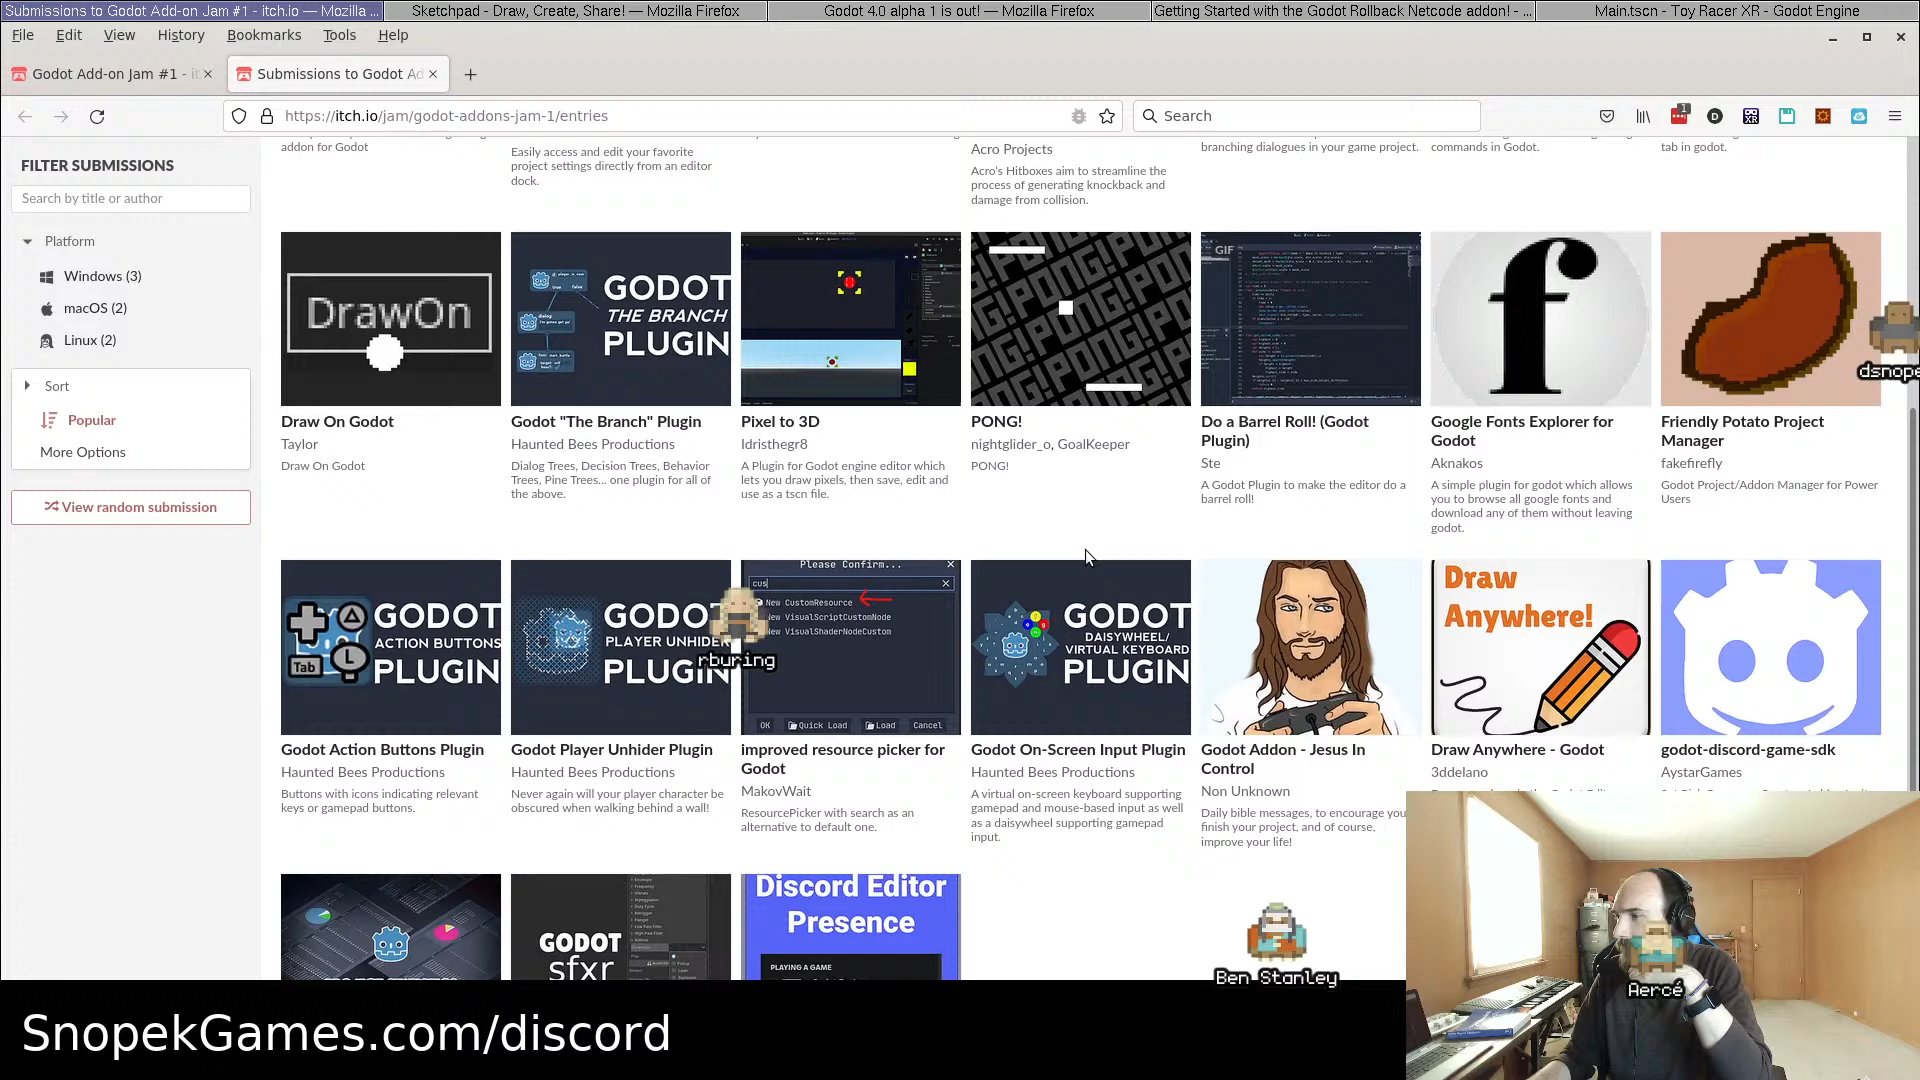 Submissions to Godot Add-on Jam #1 - itch.io — Mozilla ...
Sketchpad - Draw, Create, Share! — Mozilla Firefox
Godot 4.0 alpha 1 is out! — Mozilla Firefox
Getting Started with the Godot Rollback Netcode addon! - ...
Main.tscn - Toy Racer XR - Godot Engine
File Edit View History Bookmarks Tools Help
Godot Add-on Jam #1 - it
Submissions to Godot Ad
https://itch.io/jam/godot-addons-jam-1/entries
Search
1
FILTER SUBMISSIONS
Search by title or author
Platform
Windows (3)
macOS (2)
Linux (2)
Sort
Popular
More Options
View random submission
addon for Godot
Easily access and edit your favorite
project settings directly from an editor
dock.
Acro Projects
Acro's Hitboxes aim to streamline the
process of generating knockback and
damage from collision.
branching dialogues in your game project.
commands in Godot.
tab in godot.
DrawOn
Draw On Godot
Taylor
Draw On Godot
GODOT
THE BRANCH
PLUGIN
Godot "The Branch" Plugin
Haunted Bees Productions
Dialog Trees, Decision Trees, Behavior
Trees, Pine Trees... one plugin for all of
the above.
Pixel to 3D
Idristhegr8
A Plugin for Godot engine editor which
lets you draw pixels, then save, edit and
use as a tscn file.
PONG!
nightglider_o, GoalKeeper
PONG!
GIF
Do a Barrel Roll! (Godot
Plugin)
Ste
A Godot Plugin to make the editor do a
barrel roll!
f
Google Fonts Explorer for
Godot
Aknakos
A simple plugin for godot which allows
you to browse all google fonts and
download any of them without leaving
godot.
Friendly Potato Project
Manager
fakefirefly
Godot Project/Addon Manager for Power
Users
dsnope
Tab
L
GODOT
ACTION BUTTONS
PLUGIN
Godot Action Buttons Plugin
Haunted Bees Productions
Buttons with icons indicating relevant
keys or gamepad buttons.
GODOT
PLAYER UNHIDER
PLUGIN
Godot Player Unhider Plugin
Haunted Bees Productions
Never again will your player character be
obscured when walking behind a wall!
rburing
Please Confirm...
cus
New CustomResource
New VisualScriptCustomNode
New VisualShaderNodeCustom
OK Quick Load Load Cancel
improved resource picker for
Godot
MakovWait
ResourcePicker with search as an
alternative to default one.
GODOT
DAISYWHEEL/
VIRTUAL KEYBOARD
PLUGIN
Godot On-Screen Input Plugin
Haunted Bees Productions
A virtual on-screen keyboard supporting
gamepad and mouse-based input as well
as a daisywheel supporting gamepad
input.
Godot Addon - Jesus In
Control
Non Unknown
Daily bible messages, to encourage you
finish your project, and of course,
improve your life!
Draw
Anywhere!
Draw Anywhere - Godot
3ddelano
godot-discord-game-sdk
AystarGames
GODOT
sfxr
Discord Editor
Presence
PLAYING A GAME
Ben Stanley
Aercé
SnopekGames.com/discord